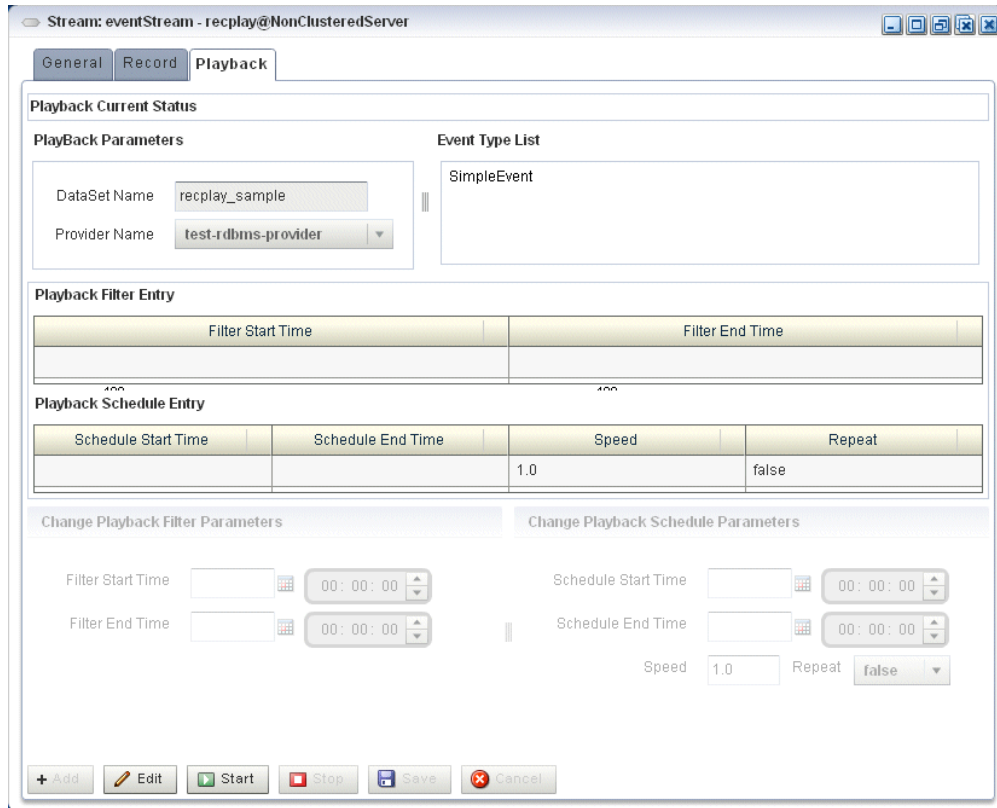 Stream: eventStream - recplay@NonClusteredServer
General Record Playback
Playback Current Status
PlayBack Parameters
Event Type List
DataSet Name recplay_sample
Provider Name test-rdbms-provider
SimpleEvent
Playback Filter Entry
Filter Start Time Filter End Time
Playback Schedule Entry
Schedule Start Time Schedule End Time Speed Repeat
1.0 false
Change Playback Filter Parameters
Change Playback Schedule Parameters
Filter Start Time 00: 00: 00
Filter End Time 00: 00: 00
Schedule Start Time 00: 00: 00
Schedule End Time 00: 00: 00
Speed 1.0 Repeat false
+ Add Edit Start Stop Save Cancel